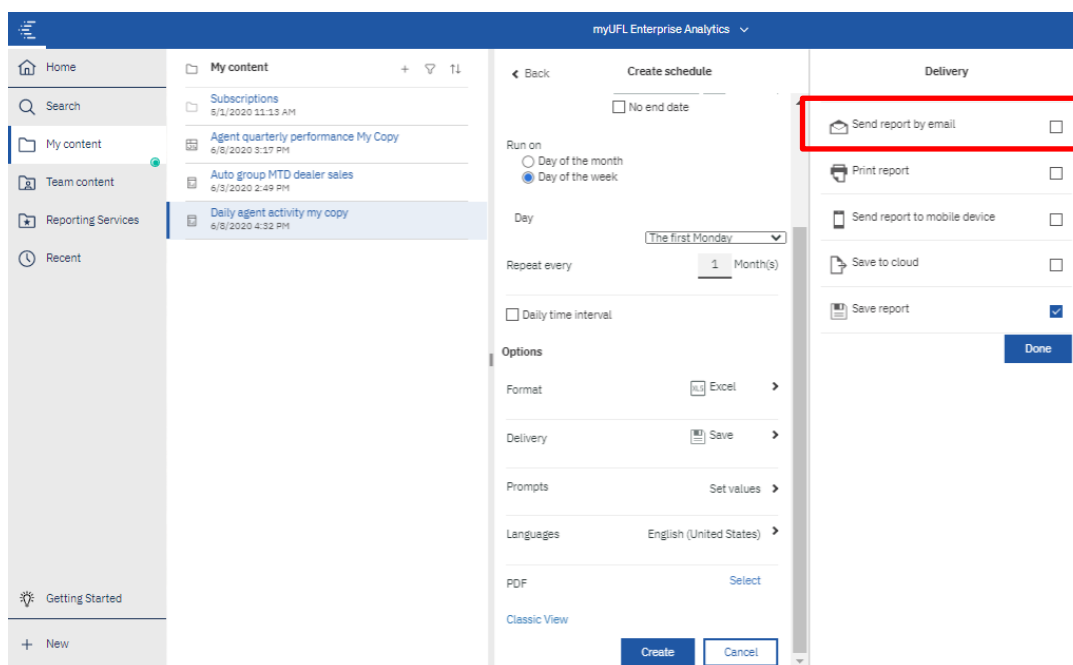 myUFL Enterprise Analytics
Home
Search
My content
Team content
Reporting Services
Recent
Getting Started
New
My content
Subscriptions
5/1/2020 11:13 AM
Agent quarterly performance My Copy
6/8/2020 3:17 PM
Auto group MTD dealer sales
6/3/2020 2:49 PM
Daily agent activity my copy
6/8/2020 4:32 PM
Back
Create schedule
No end date
Run on
Day of the month
Day of the week
Day
The first Monday
Repeat every 1 Month(s)
Daily time interval
Options
Format XLS Excel
Delivery Save
Prompts Set values
Languages English (United States)
PDF Select
Classic View
Create Cancel
Delivery
Send report by email
Print report
Send report to mobile device
Save to cloud
Save report
Done